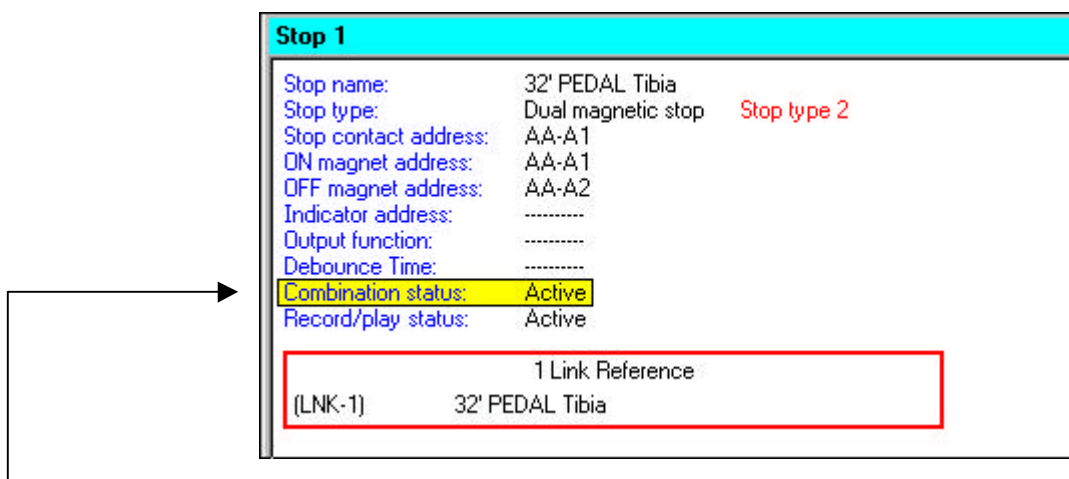 Stop 1
Stop name: 32' PEDAL Tibia
Stop type: Dual magnetic stop Stop type 2
Stop contact address: AA-A1
ON magnet address: AA-A1
OFF magnet address: AA-A2
Indicator address: ----------
Output function: ----------
Debounce Time: ----------
Combination status: Active
Record/play status: Active
1 Link Reference
(LNK-1) 32' PEDAL Tibia